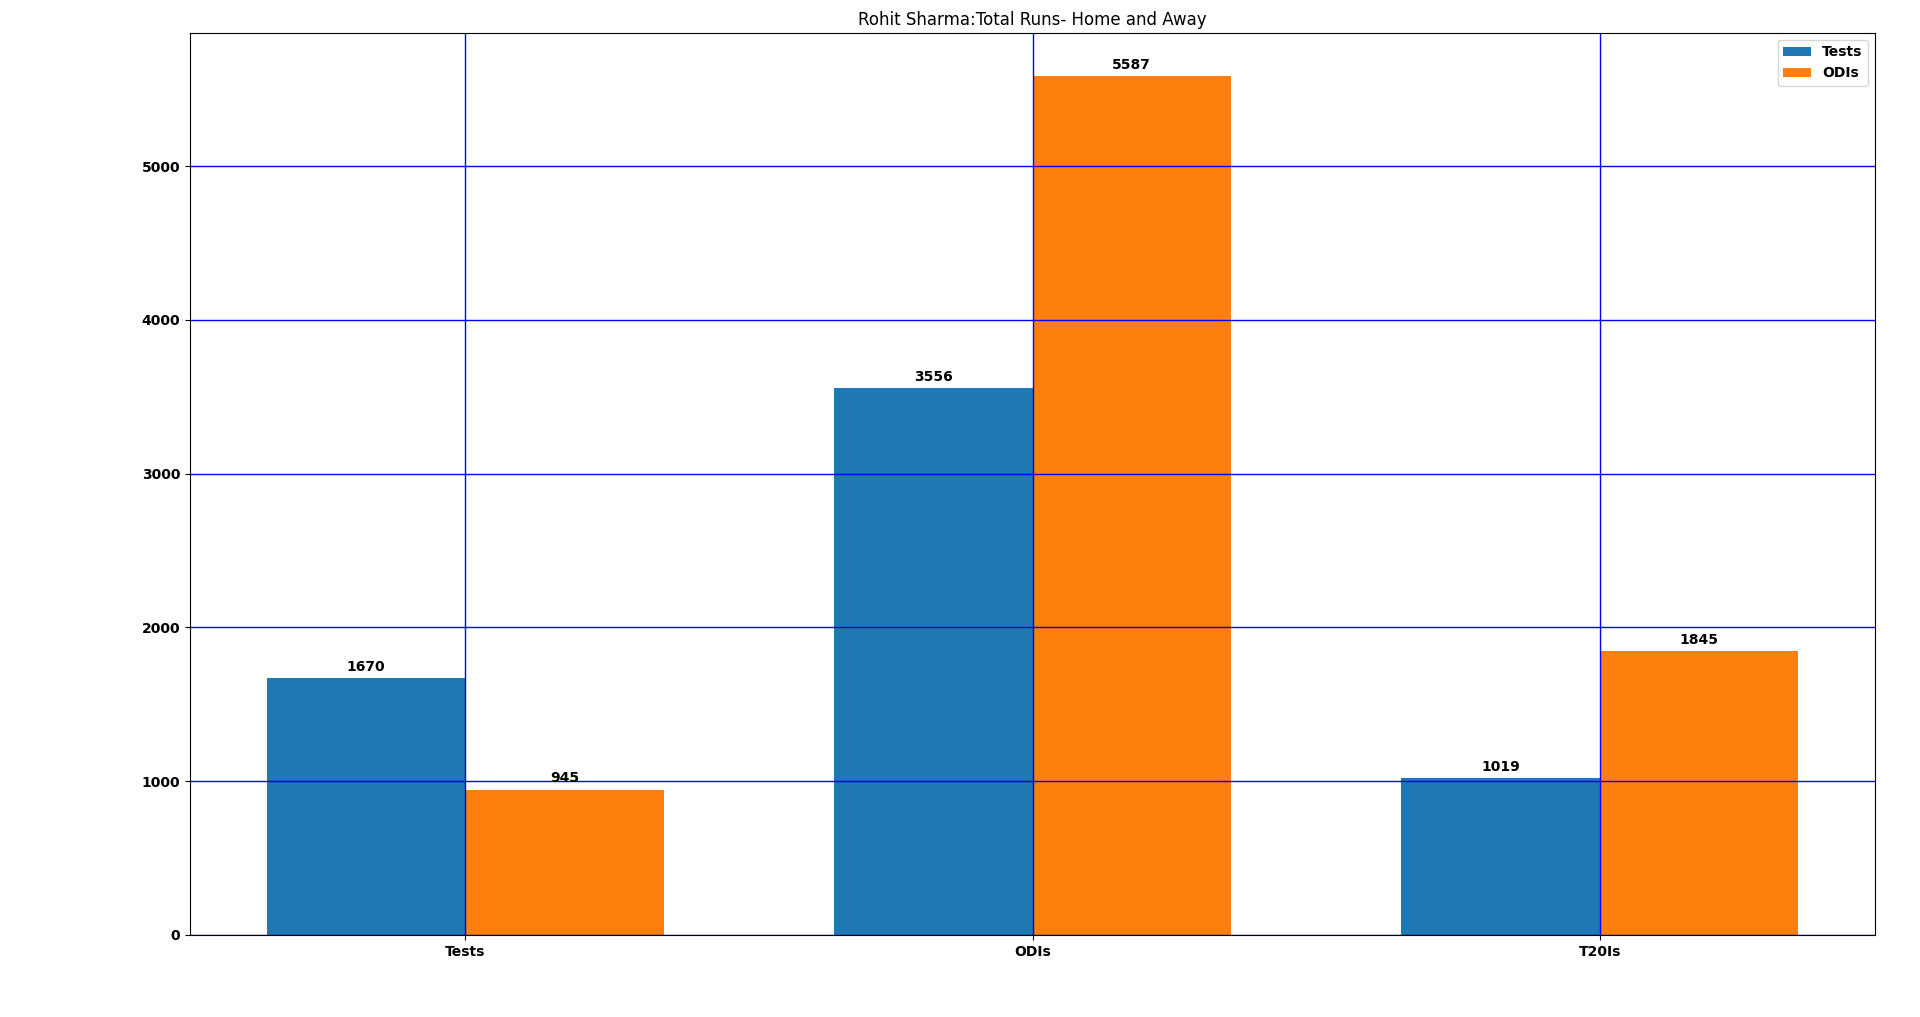 Rohit Sharma:Total Runs- Home and Away
Tests
ODIs
5587
5000
4000
3556
3000
2000
1845
1670
1019
1000
945
0
Tests
ODIs
T20Is